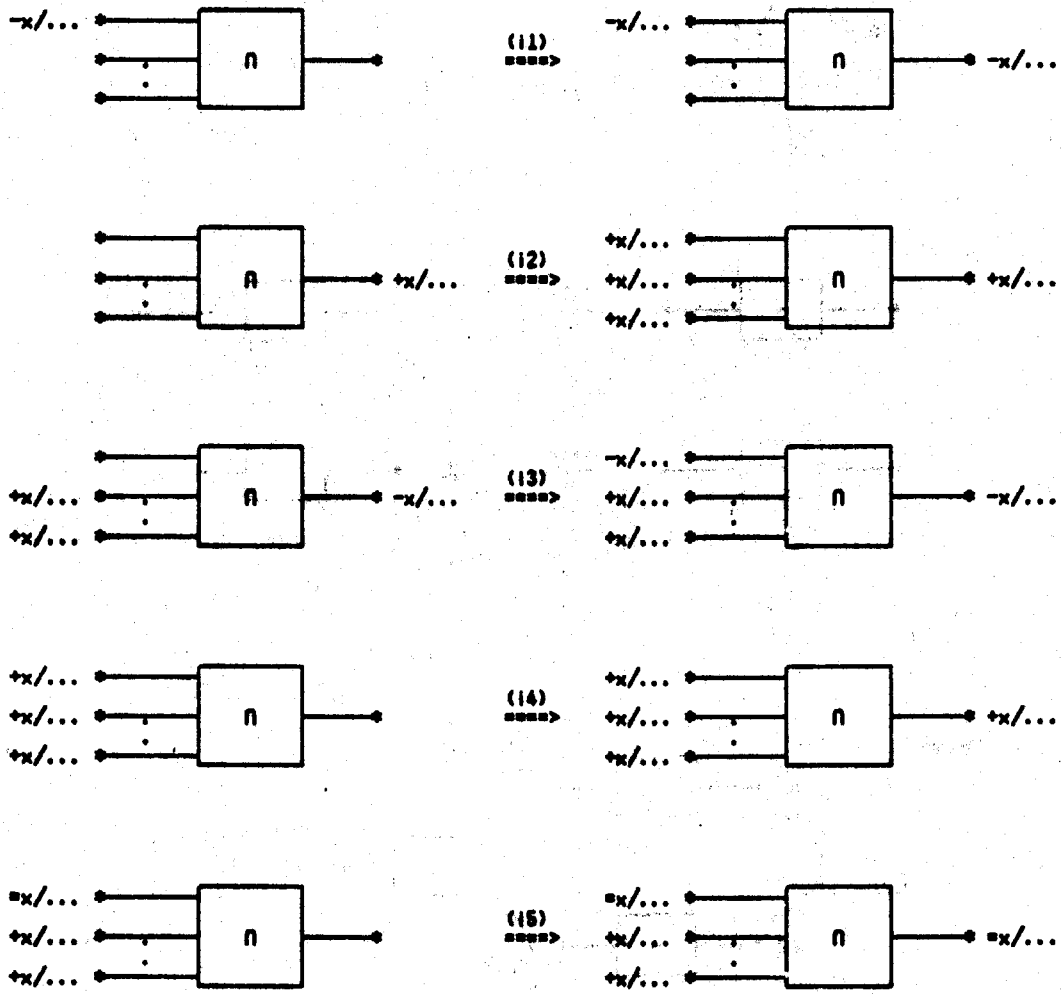 -x/... -x/...
∩ (i1) ====> ∩ -x/...
+x/...
∩ +x/... (i2) ====> +x/... ∩ +x/...
+x/...
-x/...
+x/... ∩ -x/... (i3) ====> +x/... ∩ -x/...
+x/... +x/...
+x/... +x/...
+x/... ∩ (i4) ====> +x/... ∩ +x/...
+x/... +x/...
=x/... =x/...
+x/... ∩ (i5) ====> +x/... ∩ =x/...
+x/... +x/...